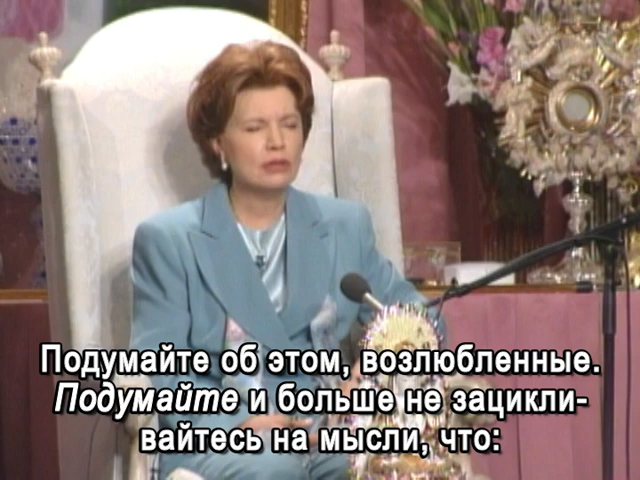 Подумайте об этом, возлюбленные.
Подумайте и больше не зацикли-
вайтесь на мысли, что: